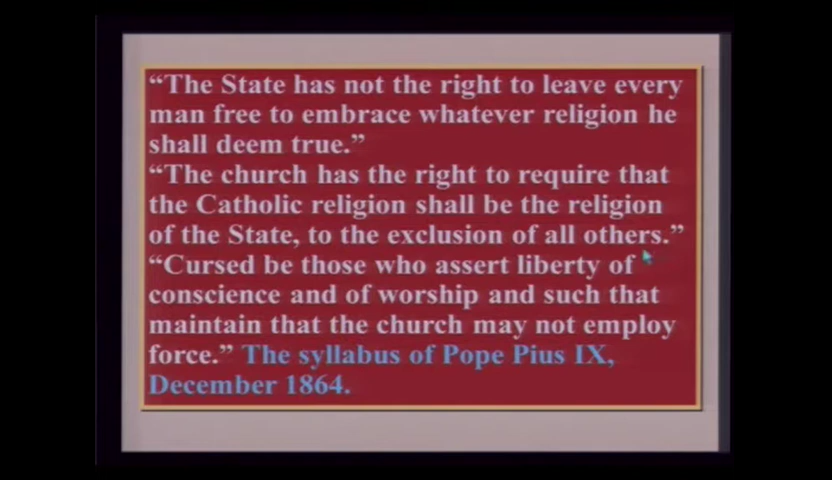 “The State has not the right to leave every
man free to embrace whatever religion he
shall deem true.”
“The church has the right to require that
the Catholic religion shall be the religion
of the State, to the exclusion of all others.”
“Cursed be those who assert liberty of
conscience and of worship and such that
maintain that the church may not employ
force.” The syllabus of Pope Pius IX,
December 1864.